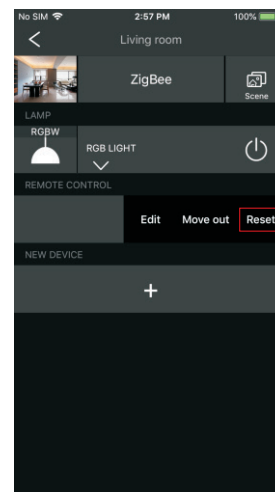 No SIM 2:57 PM 100%
Living room
ZigBee
Scene
LAMP
RGBW
RGB LIGHT
REMOTE CONTROL
Edit Move out Reset
NEW DEVICE
+